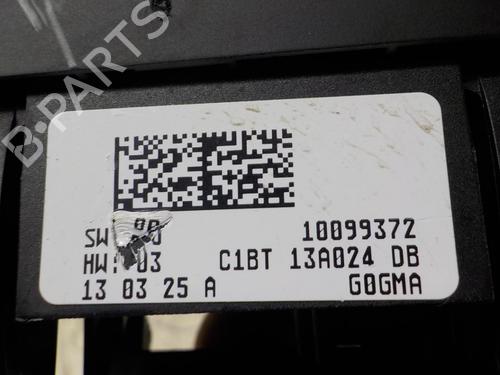 B-PARTS
SW 10099372
HW 03 C1BT 13A024 DB
13 03 25 A G0GMA